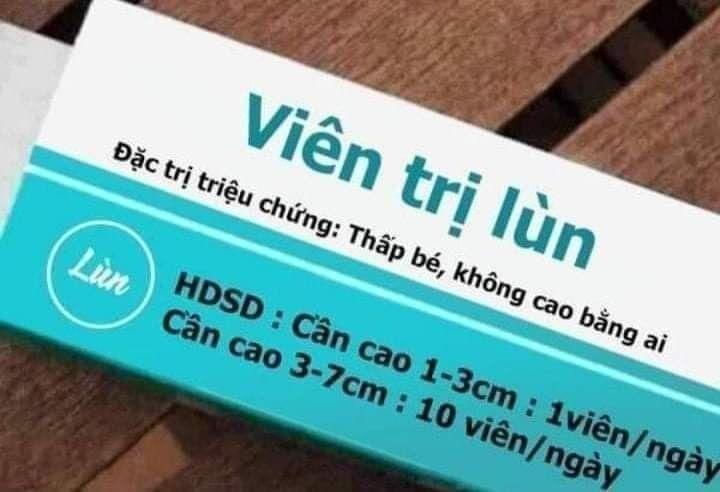 Viên trị lùn
Đặc trị triệu chứng: Thấp bé, không cao bằng ai
Lùn
HDSD : Cần cao 1-3cm : 1viên/ngày
Cần cao 3-7cm : 10 viên/ngày